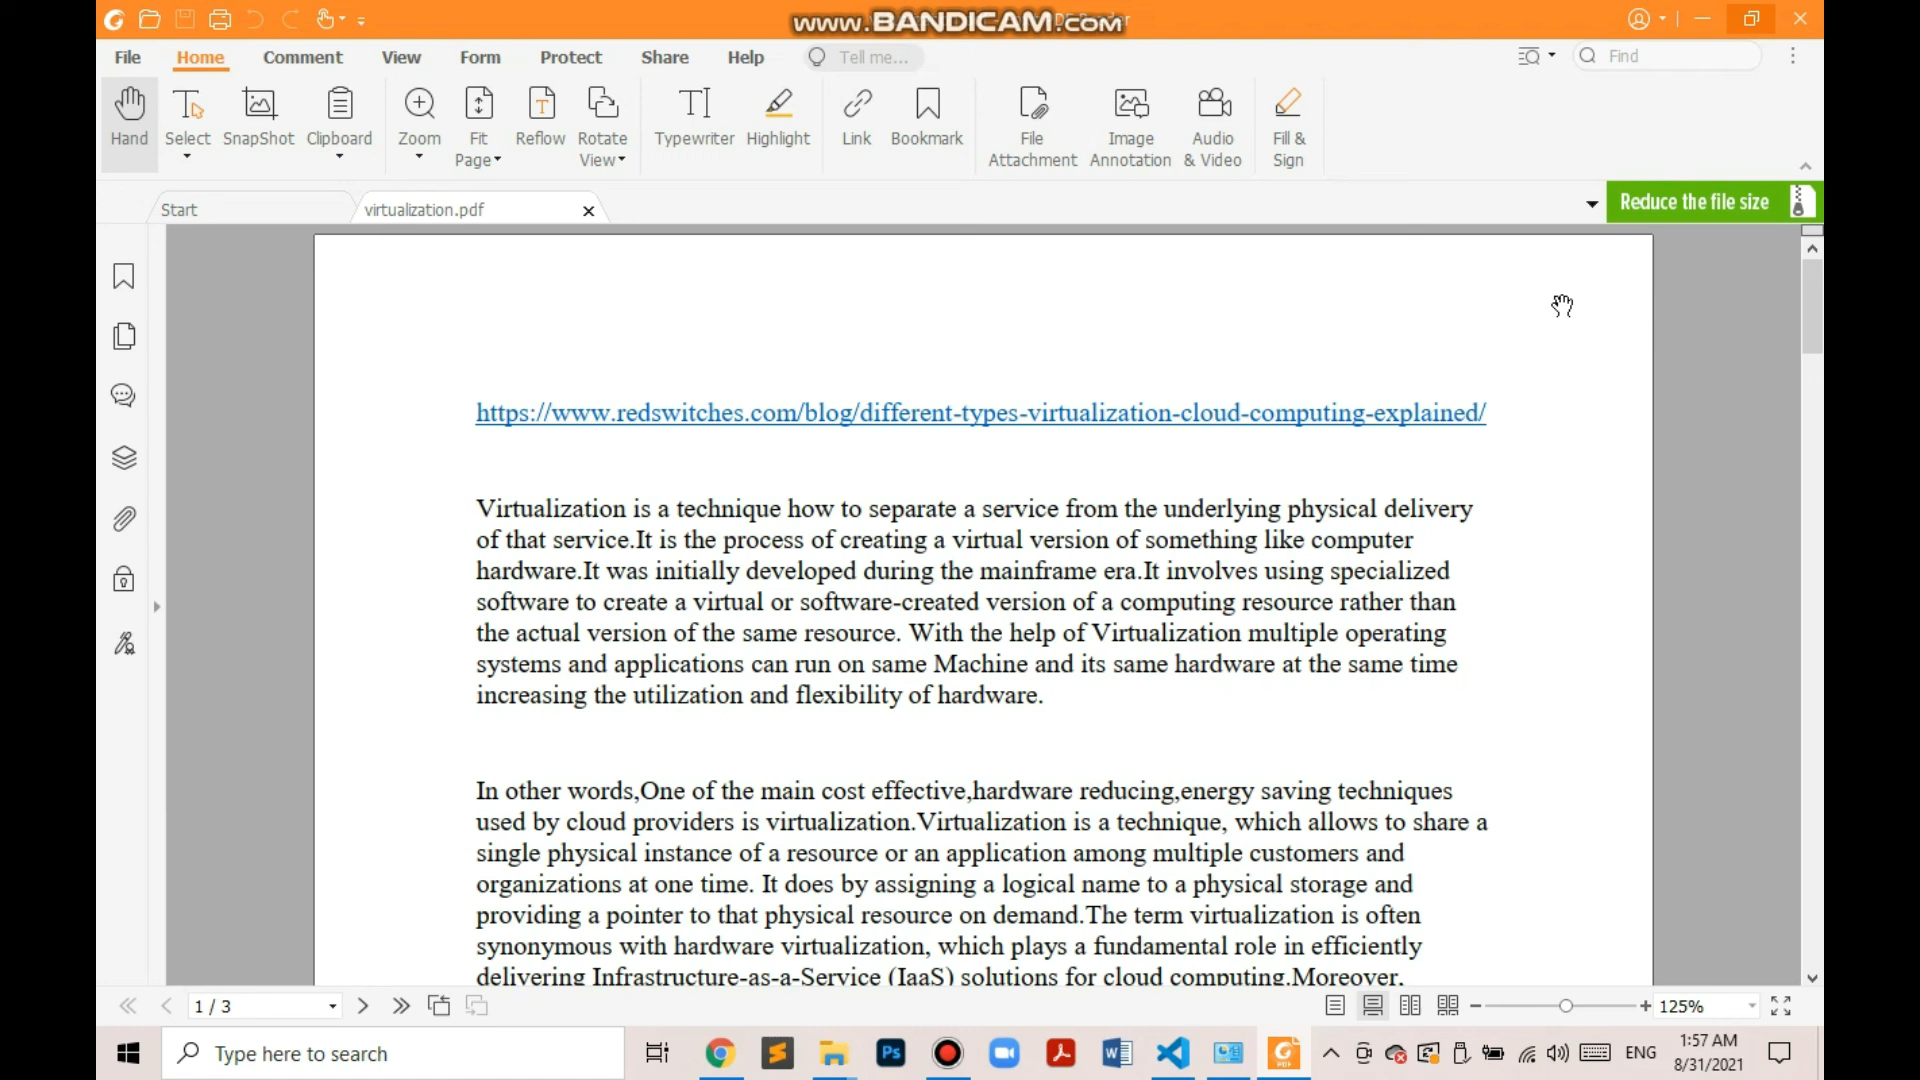 www.BANDICAM.com
File Home Comment View Form Protect Share Help Tell me... Find
Hand Select SnapShot Clipboard Zoom Fit Page Reflow Rotate View Typewriter Highlight Link Bookmark File Attachment Image Annotation Audio & Video Fill & Sign
Start virtualization.pdf Reduce the file size
https://www.redswitches.com/blog/different-types-virtualization-cloud-computing-explained/
Virtualization is a technique how to separate a service from the underlying physical delivery
of that service.It is the process of creating a virtual version of something like computer
hardware.It was initially developed during the mainframe era.It involves using specialized
software to create a virtual or software-created version of a computing resource rather than
the actual version of the same resource. With the help of Virtualization multiple operating
systems and applications can run on same Machine and its same hardware at the same time
increasing the utilization and flexibility of hardware.
In other words,One of the main cost effective,hardware reducing,energy saving techniques
used by cloud providers is virtualization.Virtualization is a technique, which allows to share a
single physical instance of a resource or an application among multiple customers and
organizations at one time. It does by assigning a logical name to a physical storage and
providing a pointer to that physical resource on demand.The term virtualization is often
synonymous with hardware virtualization, which plays a fundamental role in efficiently
delivering Infrastructure-as-a-Service (IaaS) solutions for cloud computing.Moreover,
1 / 3 125%
Type here to search Ps ENG 1:57 AM
8/31/2021